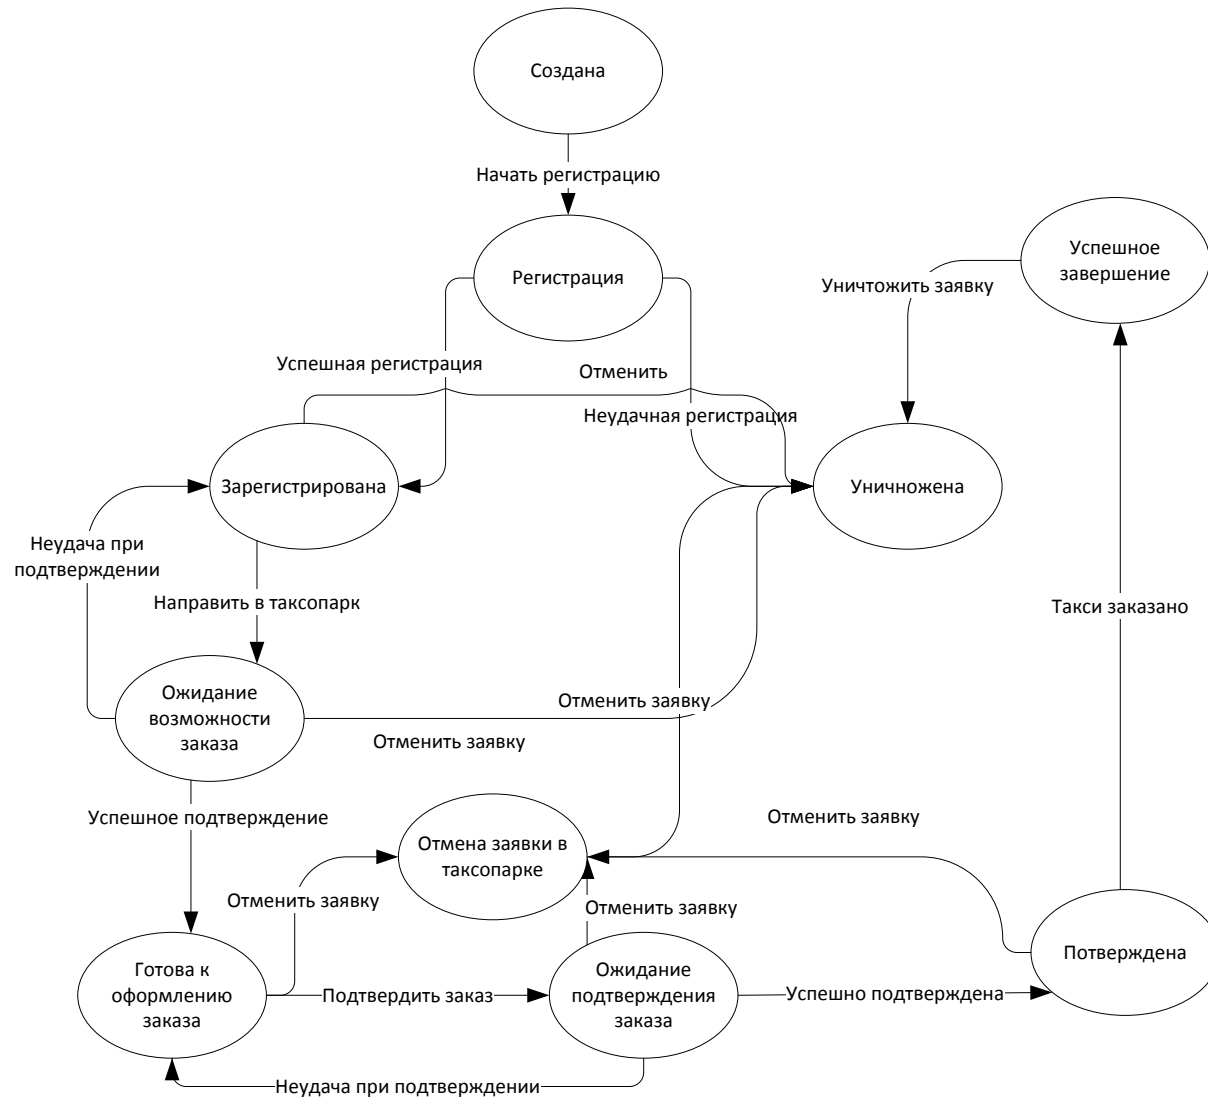 Создана
Начать регистрацию
Регистрация
Успешное
завершение
Уничтожить заявку
Успешная регистрация
Отменить
Неудачная регистрация
Зарегистрирована
Уничножена
Неудача при
подтверждении
Направить в таксопарк
Такси заказано
Ожидание
возможности
заказа
Отменить заявку
Отменить заявку
Успешное подтверждение
Отменить заявку
Отмена заявки в
таксопарке
Отменить заявку
Отменить заявку
Потверждена
Готова к
оформлению
заказа
Подтвердить заказ
Ожидание
подтверждения
заказа
Успешно подтверждена
Неудача при подтверждении